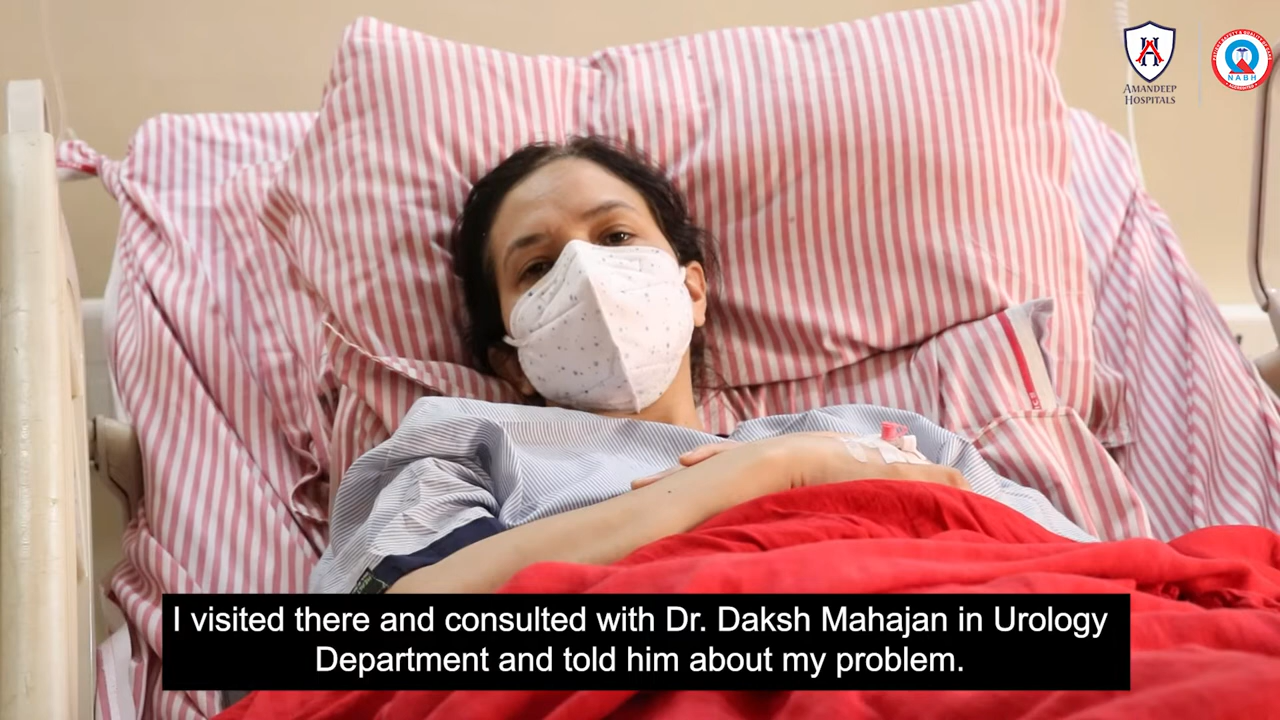 AMANDEEP
HOSPITALS
NABH
I visited there and consulted with Dr. Daksh Mahajan in Urology
Department and told him about my problem.